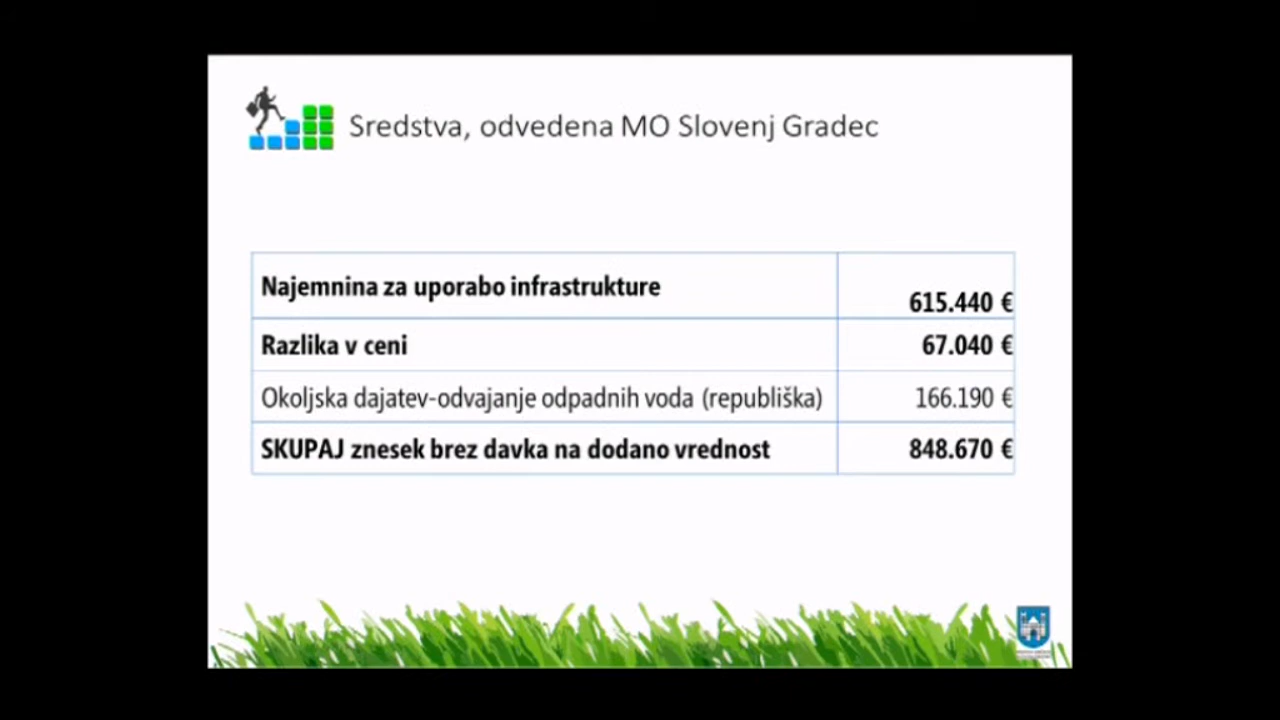 Sredstva, odvedena MO Slovenj Gradec
Najemnina za uporabo infrastrukture
615.440 €
Razlika v ceni
67.040 €
Okoljska dajatev-odvajanje odpadnih voda (republiška)
166.190 €
SKUPAJ znesek brez davka na dodano vrednost
848.670 €